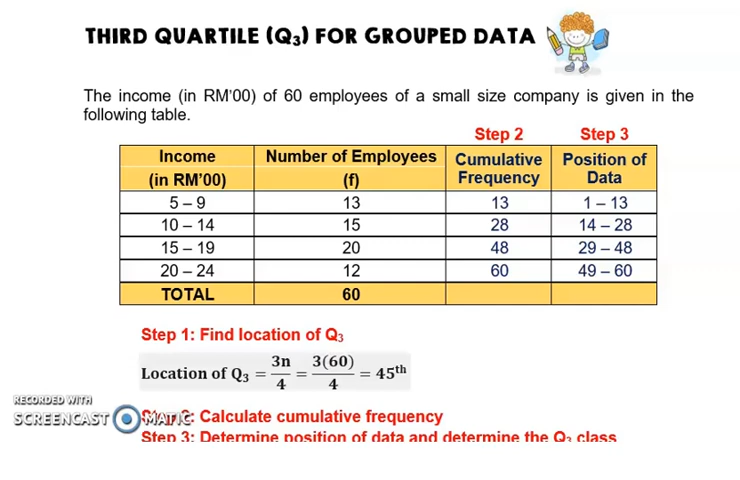 THIRD QUARTILE (Q₃) FOR GROUPED DATA
The income (in RM'00) of 60 employees of a small size company is given in the
following table.
Step 2 Step 3
Income Number of Employees Cumulative Position of
(in RM'00) (f) Frequency Data
5 – 9 13 13 1 – 13
10 – 14 15 28 14 – 28
15 – 19 20 48 29 – 48
20 – 24 12 60 49 – 60
TOTAL 60
Step 1: Find location of Q₃
Location of Q₃ = 3n/4 = 3(60)/4 = 45th
RECORDED WITH
SCREENCAST MATIC
Step 2: Calculate cumulative frequency
Step 3: Determine position of data and determine the Q₃ class